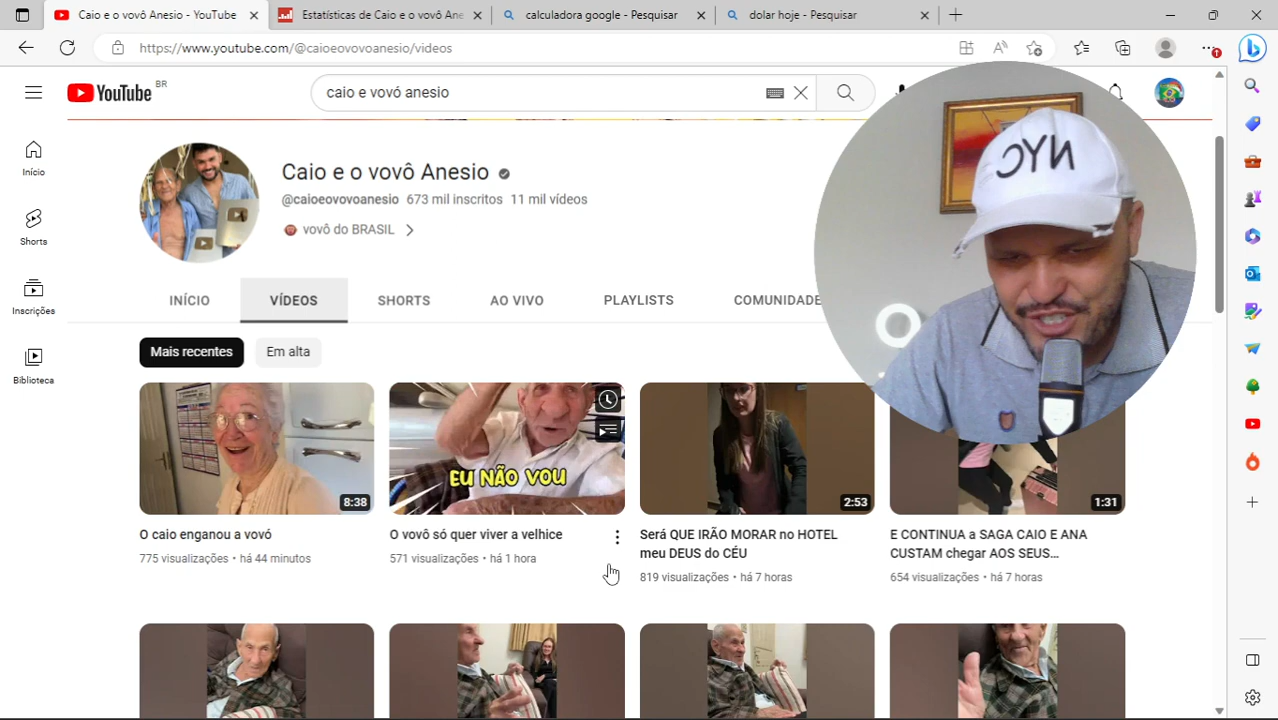 Caio e o vovô Anesio - YouTube
Estatísticas de Caio e o vovô Ane
calculadora google - Pesquisar
dolar hoje - Pesquisar
https://www.youtube.com/@caioeovovoanesio/videos
YouTube BR
caio e vovó anesio
Início
Shorts
Inscrições
Biblioteca
Caio e o vovô Anesio
@caioeovovoanesio 673 mil inscritos 11 mil vídeos
vovô do BRASIL
INÍCIO VÍDEOS SHORTS AO VIVO PLAYLISTS COMUNIDADE
Mais recentes Em alta
EU NÃO VOU
8:38
2:53
1:31
O caio enganou a vovó
775 visualizações • há 44 minutos
O vovô só quer viver a velhice
571 visualizações • há 1 hora
Será QUE IRÃO MORAR no HOTEL
meu DEUS do CÉU
819 visualizações • há 7 horas
E CONTINUA a SAGA CAIO E ANA
CUSTAM chegar AOS SEUS...
654 visualizações • há 7 horas